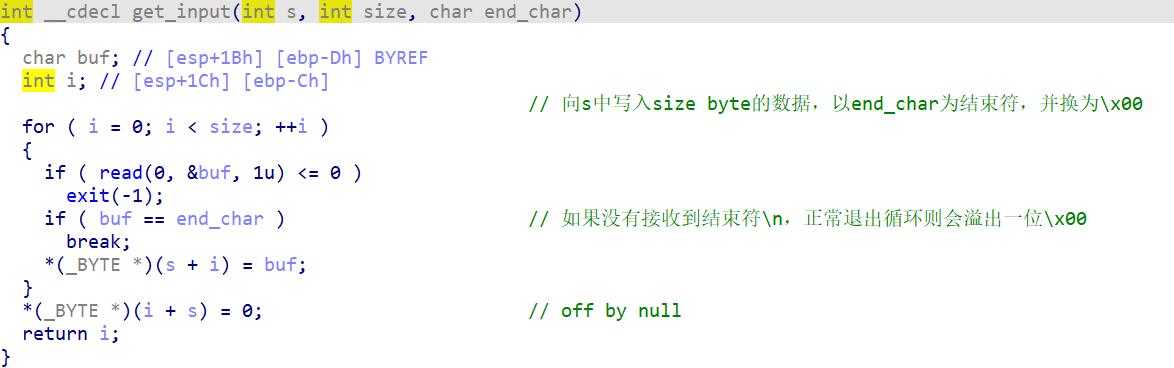 int __cdecl get_input(int s, int size, char end_char)
{
char buf; // [esp+1Bh] [ebp-Dh] BYREF
int i; // [esp+1Ch] [ebp-Ch]
// 向s中写入size byte的数据，以end_char为结束符，并换为\x00
for ( i = 0; i < size; ++i )
{
if ( read(0, &buf, 1u) <= 0 )
exit(-1);
if ( buf == end_char ) // 如果没有接收到结束符\n，正常退出循环则会溢出一位\x00
break;
*(_BYTE *)(s + i) = buf;
}
*(_BYTE *)(i + s) = 0; // off by null
return i;
}